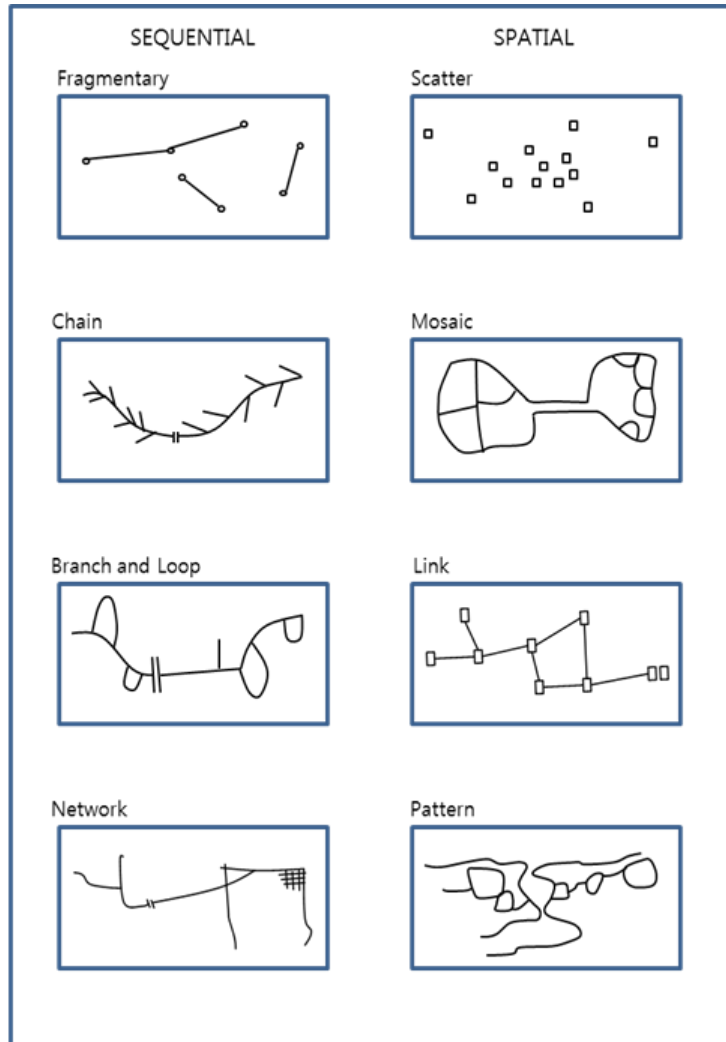 SEQUENTIAL SPATIAL
Fragmentary Scatter
Chain Mosaic
Branch and Loop Link
Network Pattern